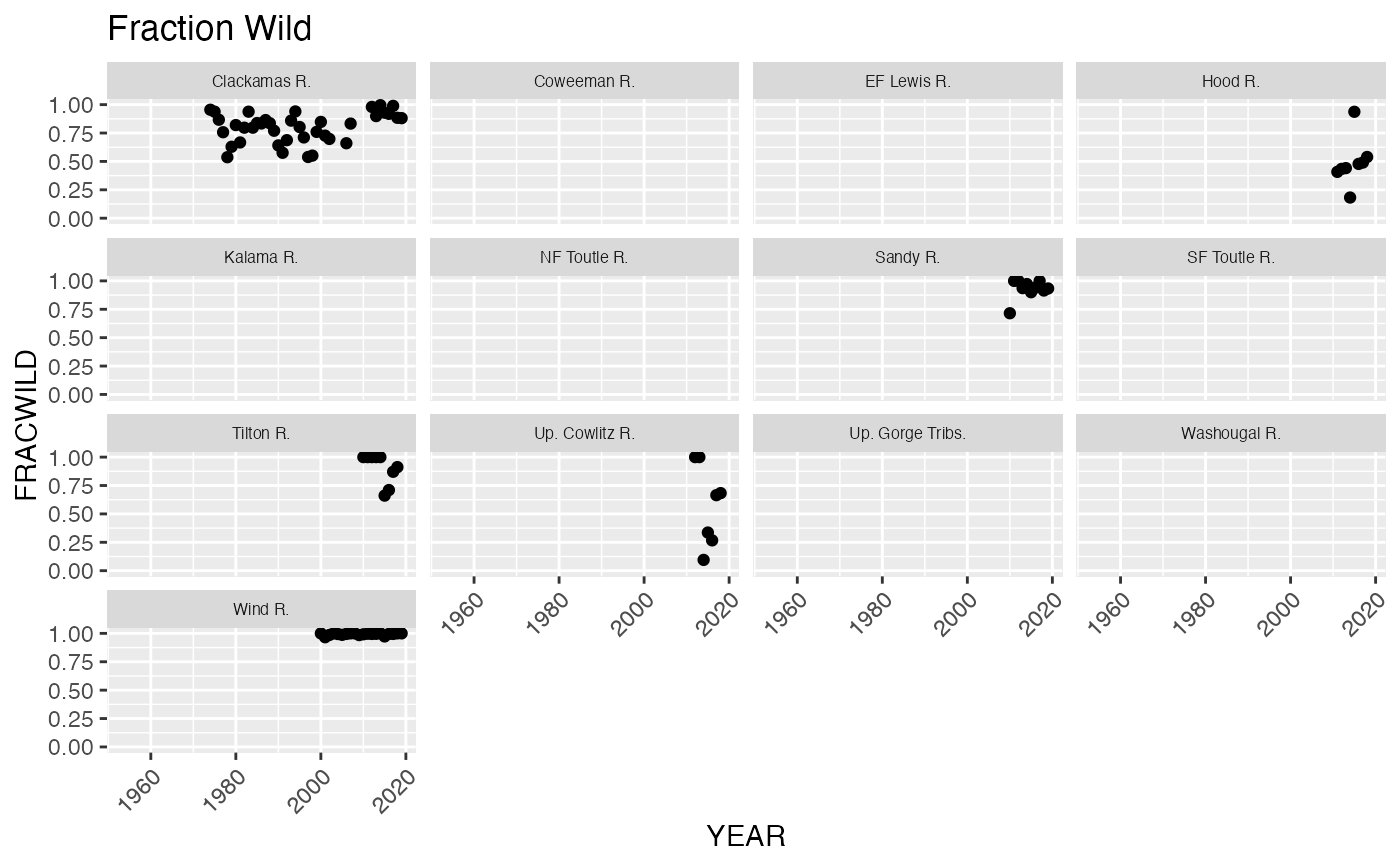 Fraction Wild
Clackamas R. Coweeman R. EF Lewis R. Hood R.
1.00
0.75
0.50
0.25
0.00
Kalama R. NF Toutle R. Sandy R. SF Toutle R.
1.00
0.75
0.50
0.25
0.00
Tilton R. Up. Cowlitz R. Up. Gorge Tribs. Washougal R.
1.00
0.75
0.50
0.25
0.00
1960 1980 2000 2020 1960 1980 2000 2020 1960 1980 2000 2020
Wind R.
1.00
0.75
0.50
0.25
0.00
1960 1980 2000 2020
FRACWILD
YEAR